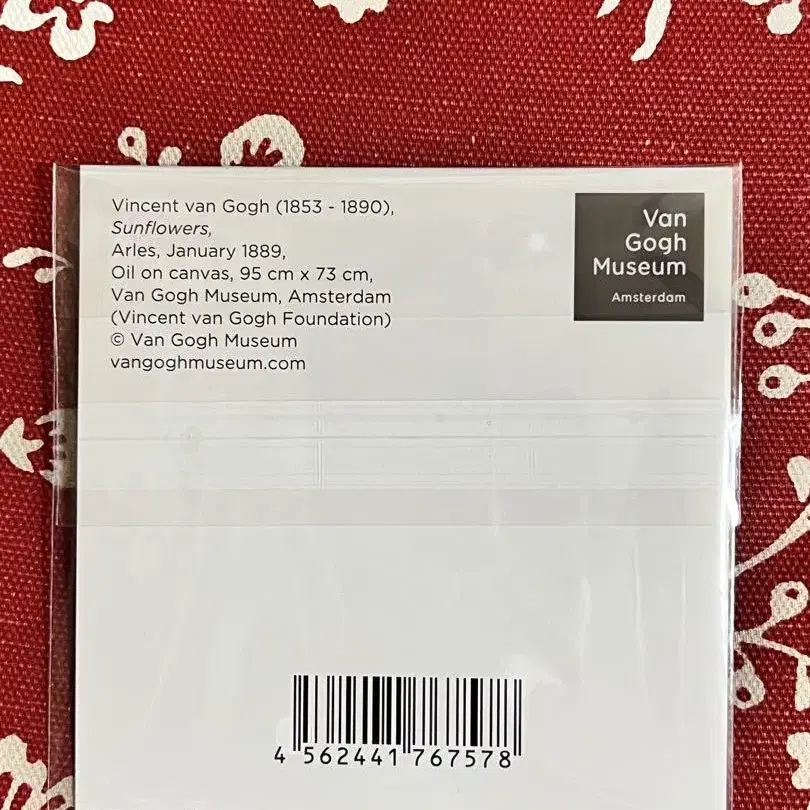 Vincent van Gogh (1853 - 1890),
Sunflowers,
Arles, January 1889,
Oil on canvas, 95 cm x 73 cm,
Van Gogh Museum, Amsterdam
(Vincent van Gogh Foundation)
© Van Gogh Museum
vangoghmuseum.com
Van
Gogh
Museum
Amsterdam
4 562441 767578